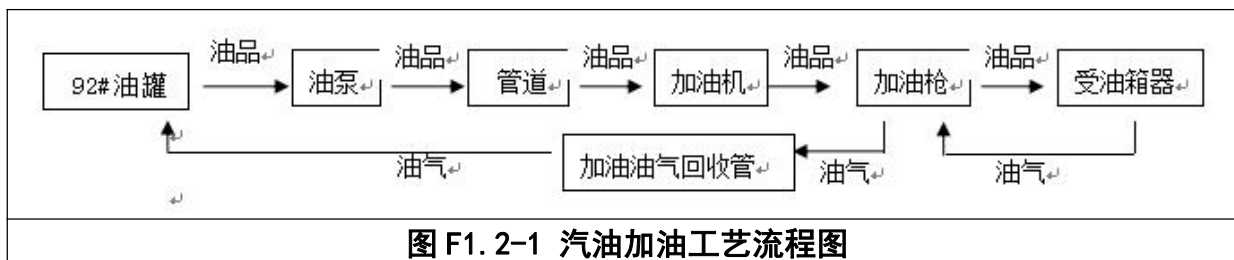 油品 油品 油品 油品 油品
92#油罐 油泵 管道 加油机 加油枪 受油箱器
油气 加油油气回收管 油气 油气
图 F1.2-1 汽油加油工艺流程图